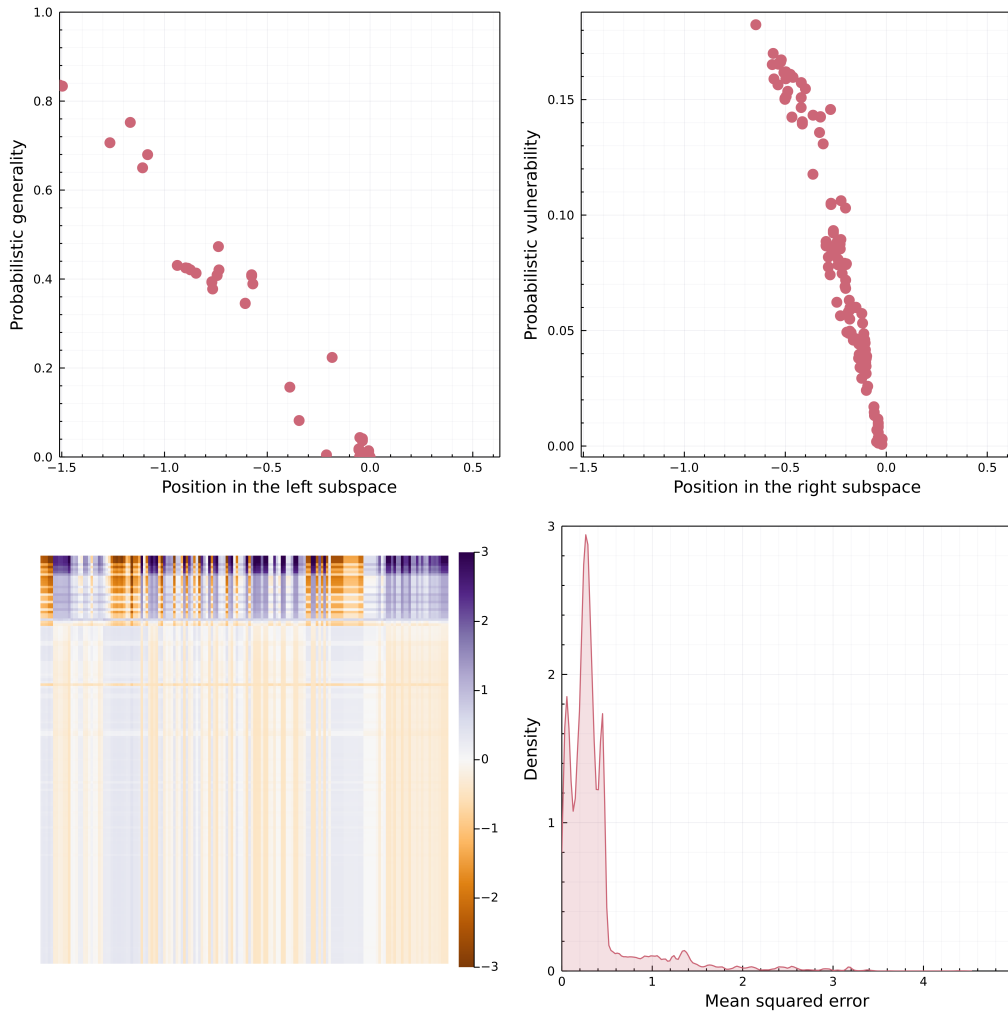 1.0
0.8
0.6
0.4
0.2
0.0
Probabilistic generality
−1.5 −1.0 −0.5 0.0 0.5
Position in the left subspace
0.15
0.10
0.05
0.00
Probabilistic vulnerability
−1.5 −1.0 −0.5 0.0 0.5
Position in the right subspace
3
2
1
0
−1
−2
−3
3
2
1
0
Density
0 1 2 3 4
Mean squared error